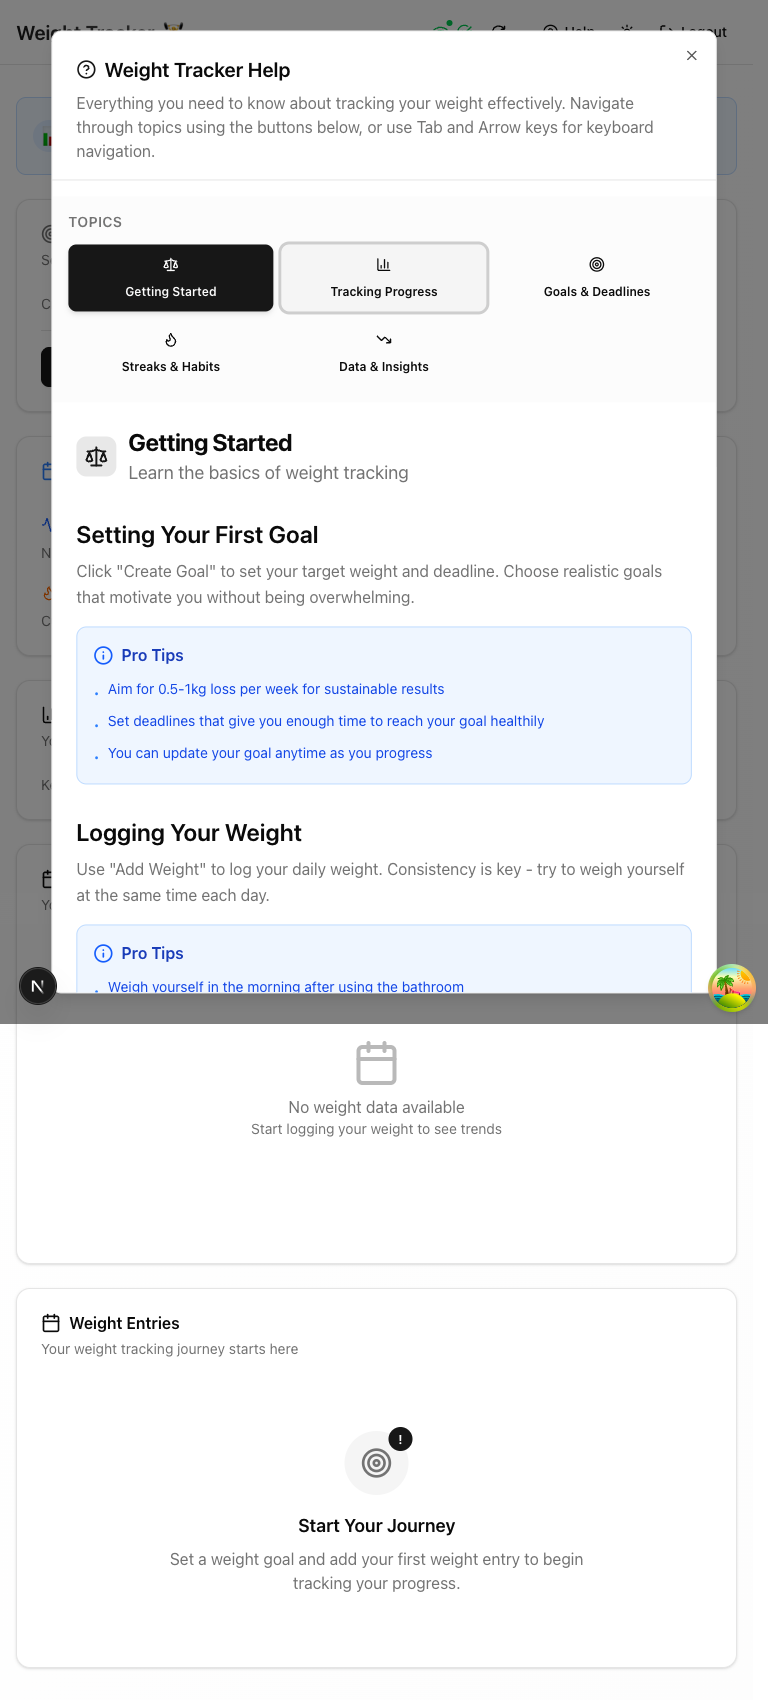 Weight Tracker
Help
Logout
Weight Tracker Help
Everything you need to know about tracking your weight effectively. Navigate
through topics using the buttons below, or use Tab and Arrow keys for keyboard
navigation.
TOPICS
Getting Started
Tracking Progress
Goals & Deadlines
Streaks & Habits
Data & Insights
Getting Started
Learn the basics of weight tracking
Setting Your First Goal
Click "Create Goal" to set your target weight and deadline. Choose realistic goals
that motivate you without being overwhelming.
Pro Tips
• Aim for 0.5-1kg loss per week for sustainable results
• Set deadlines that give you enough time to reach your goal healthily
• You can update your goal anytime as you progress
Logging Your Weight
Use "Add Weight" to log your daily weight. Consistency is key - try to weigh yourself
at the same time each day.
Pro Tips
• Weigh yourself in the morning after using the bathroom
N
No weight data available
Start logging your weight to see trends
Weight Entries
Your weight tracking journey starts here
!
Start Your Journey
Set a weight goal and add your first weight entry to begin
tracking your progress.